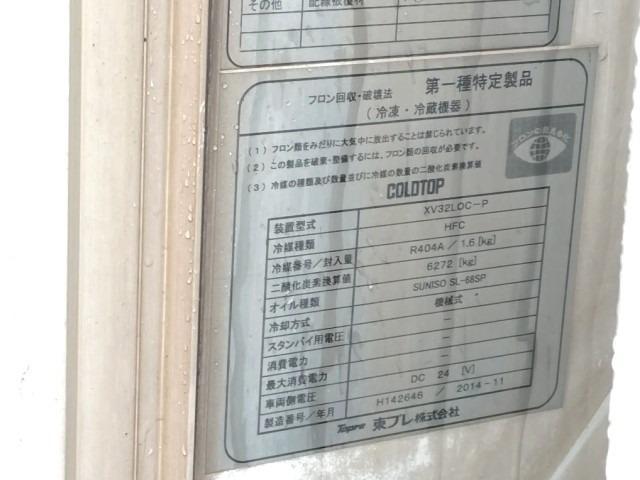 その他 配線被覆材
フロン回収・破壊法 第一種特定製品
(冷凍・冷蔵機器)
(1) フロン類をみだりに大気中に放出することは禁じられています。
(2) この製品を廃棄・整備するには、フロン類の回収が必要です。
(3) 冷媒の種類及び数量並びに冷媒の数量の二酸化炭素換算値
COLDTOP
装置型式 XV32LDC-P
冷媒種類 HFC
冷媒番号/封入量 R404A / 1.6 [kg]
二酸化炭素換算値 6272 [kg]
オイル種類 SUNISO SL-68SP
冷却方式 機械式
スタンバイ用電圧 －
消費電力 －
最大消費電力 －
車両側電圧 DC 24 [V]
製造番号/年月 H142646 / 2014-11
Topre 東プレ株式会社